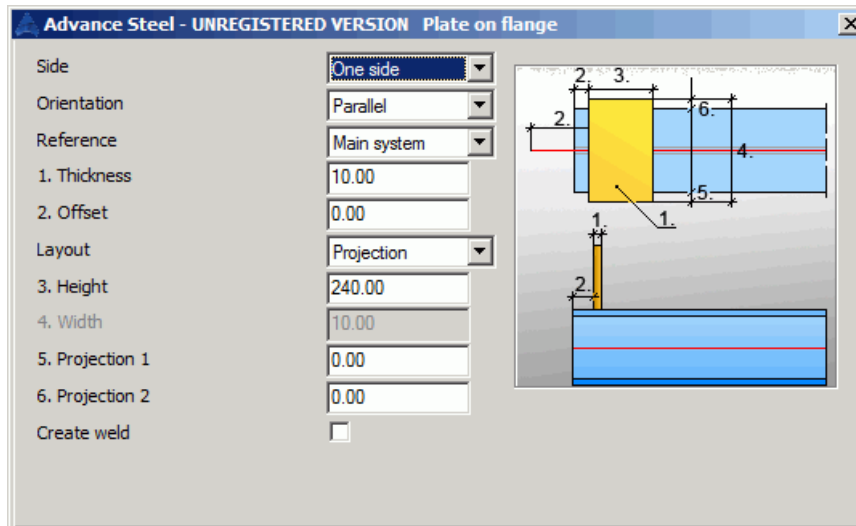 Advance Steel - UNREGISTERED VERSION Plate on flange
Side One side
Orientation Parallel
Reference Main system
1. Thickness 10.00
2. Offset 0.00
Layout Projection
3. Height 240.00
4. Width 10.00
5. Projection 1 0.00
6. Projection 2 0.00
Create weld
2. 3.
6.
2.
4.
5.
1. 1.
2.